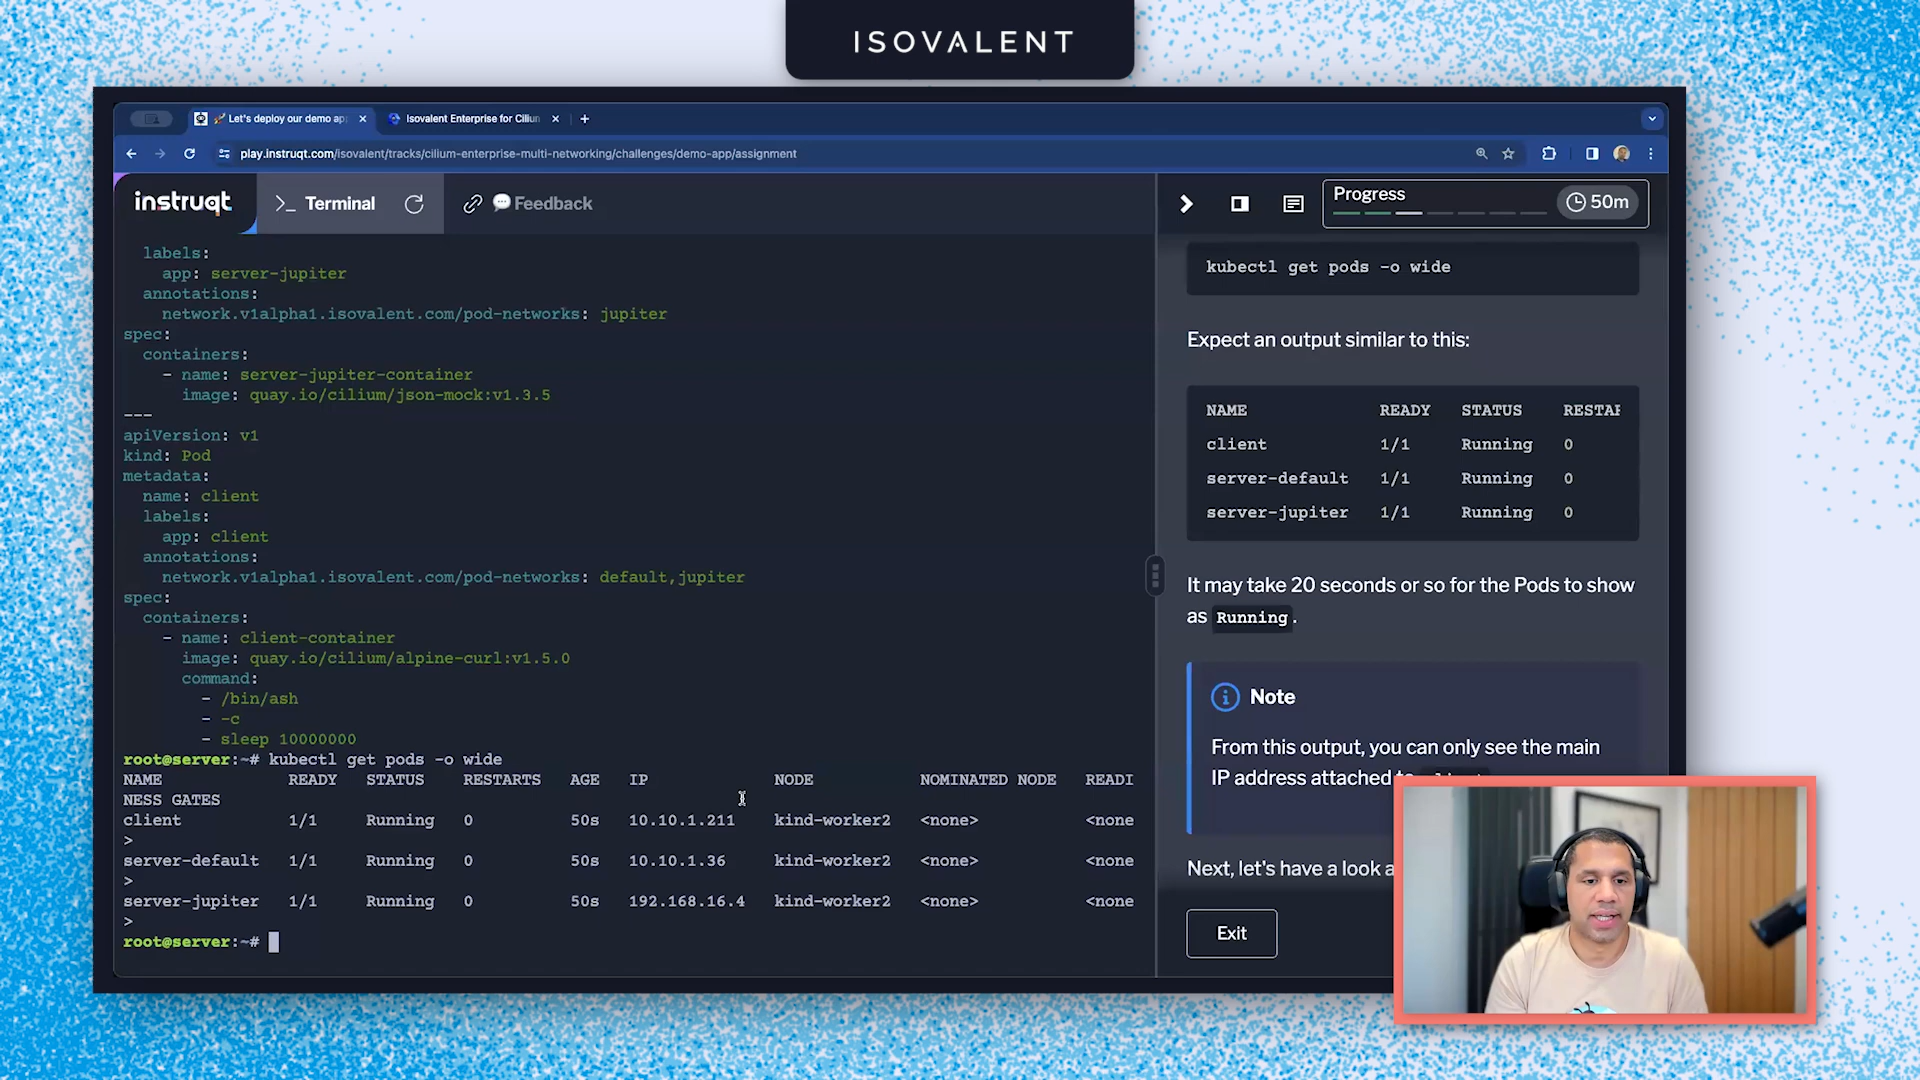 ISOVALENT
🚀 Let's deploy our demo ap
Isovalent Enterprise for Cilium
play.instruqt.com/isovalent/tracks/cilium-enterprise-multi-networking/challenges/demo-app/assignment
instruqt
>_ Terminal
💬Feedback
Progress
50m
labels:
app: server-jupiter
annotations:
network.v1alpha1.isovalent.com/pod-networks: jupiter
spec:
containers:
- name: server-jupiter-container
image: quay.io/cilium/json-mock:v1.3.5
---
apiVersion: v1
kind: Pod
metadata:
name: client
labels:
app: client
annotations:
network.v1alpha1.isovalent.com/pod-networks: default,jupiter
spec:
containers:
- name: client-container
image: quay.io/cilium/alpine-curl:v1.5.0
command:
- /bin/ash
- -c
- sleep 10000000
root@server:~# kubectl get pods -o wide
NAME READY STATUS RESTARTS AGE IP NODE NOMINATED NODE READI
NESS GATES
client 1/1 Running 0 50s 10.10.1.211 kind-worker2 <none> <none
>
server-default 1/1 Running 0 50s 10.10.1.36 kind-worker2 <none> <none
>
server-jupiter 1/1 Running 0 50s 192.168.16.4 kind-worker2 <none> <none
>
root@server:~#
kubectl get pods -o wide
Expect an output similar to this:
NAME READY STATUS RESTAR
client 1/1 Running 0
server-default 1/1 Running 0
server-jupiter 1/1 Running 0
It may take 20 seconds or so for the Pods to show
as Running.
Note
From this output, you can only see the main
IP address attached
Next, let's have a look a
Exit